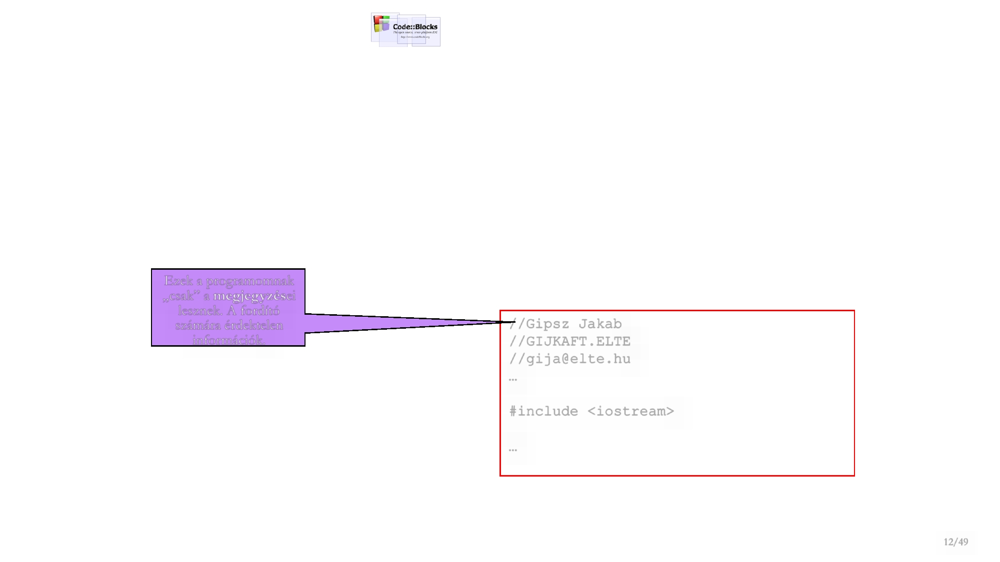 Code::Blocks
The open source, cross-platform IDE
http://www.codeblocks.org
Ezek a programomnak
„csak” a megjegyzései
lesznek. A fordító
számára érdektelen
információk.
//Gipsz Jakab
//GIJKAFT.ELTE
//gija@elte.hu
…
#include <iostream>
…
12/49